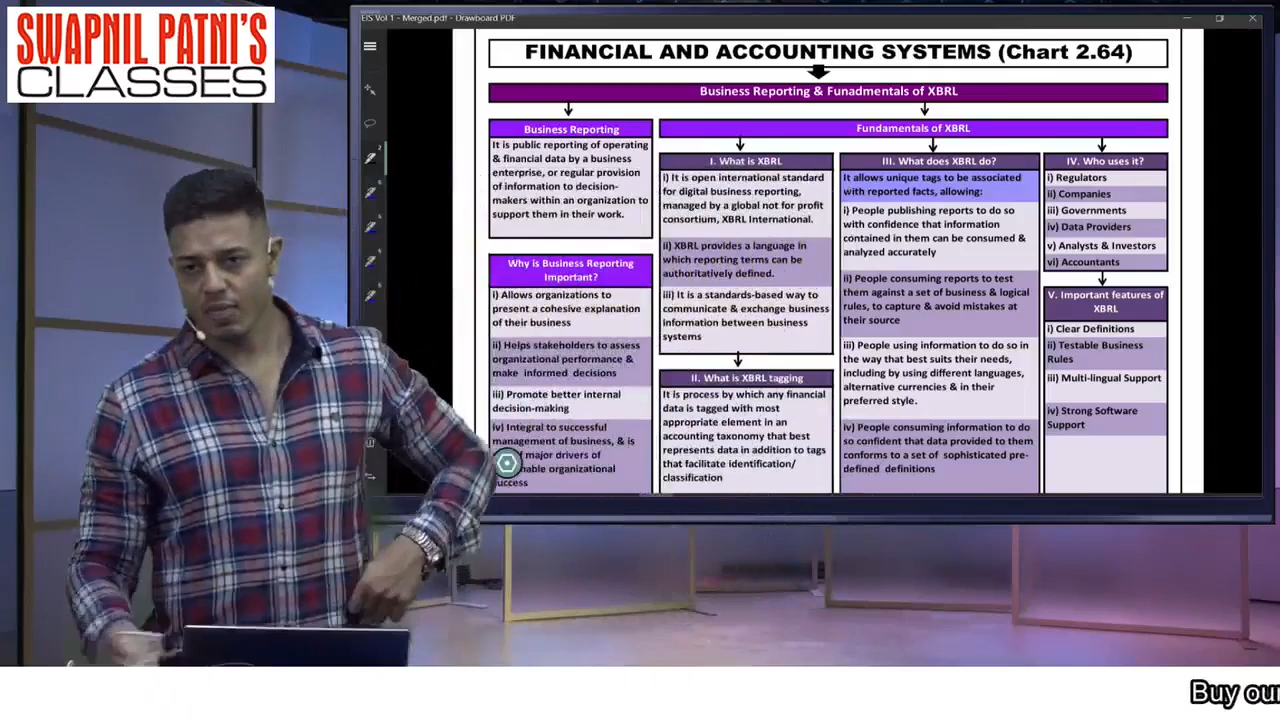 SWAPNIL PATNI'S
CLASSES
EIS Vol 1 - Merged.pdf - Drawboard PDF
FINANCIAL AND ACCOUNTING SYSTEMS (Chart 2.64)
Business Reporting & Funadmentals of XBRL
Business Reporting
It is public reporting of operating
& financial data by a business
enterprise, or regular provision
of information to decision-
makers within an organization to
support them in their work.
Why is Business Reporting
Important?
i) Allows organizations to
present a cohesive explanation
of their business
ii) Helps stakeholders to assess
organizational performance &
make informed decisions
iii) Promote better internal
decision-making
iv) Integral to successful
management of business, & is
major drivers of
organizational
Fundamentals of XBRL
I. What is XBRL
i) It is open international standard
for digital business reporting,
managed by a global not for profit
consortium, XBRL International.
ii) XBRL provides a language in
which reporting terms can be
authoritatively defined.
iii) It is a standards-based way to
communicate & exchange business
information between business
systems
II. What is XBRL tagging
It is process by which any financial
data is tagged with most
appropriate element in an
accounting taxonomy that best
represents data in addition to tags
that facilitate identification/
classification
III. What does XBRL do?
It allows unique tags to be associated
with reported facts, allowing:
i) People publishing reports to do so
with confidence that information
contained in them can be consumed &
analyzed accurately
ii) People consuming reports to test
them against a set of business & logical
rules, to capture & avoid mistakes at
their source
iii) People using information to do so in
the way that best suits their needs,
including by using different languages,
alternative currencies & in their
preferred style.
iv) People consuming information to do
so confident that data provided to them
conforms to a set of sophisticated pre-
defined definitions
IV. Who uses it?
i) Regulators
ii) Companies
iii) Governments
iv) Data Providers
v) Analysts & Investors
vi) Accountants
V. Important features of
XBRL
i) Clear Definitions
ii) Testable Business
Rules
iii) Multi-lingual Support
iv) Strong Software
Support
Buy our